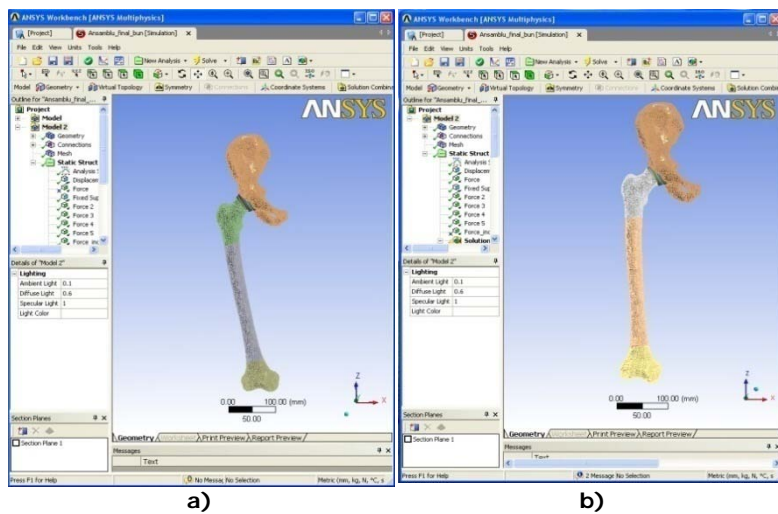 ANSYS Workbench [ANSYS Multiphysics]
[Project]
Ansamblu_final_bun [Simulation]
File Edit View Units Tools Help
New Analysis
Solve
Model
Geometry
Virtual Topology
Symmetry
Connections
Coordinate Systems
Solution Combine
Outline for "Ansamblu_final_...
Project
Model
Model 2
Geometry
Connections
Mesh
Static Struct
Analysis S
Displacem
Force
Fixed Sup
Force 2
Force 3
Force 4
Force 5
Force_inc
Details of "Model 2"
Lighting
Ambient Light 0.1
Diffuse Light 0.6
Specular Light 1
Light Color
Section Planes
Section Plane 1
ANSYS
0.00 100.00 (mm)
50.00
Z
X
Geometry Worksheet Print Preview Report Preview
Messages
Text
Press F1 for Help
No Messag
No Selection
Metric (mm, kg, N, °C, s
a)
ANSYS Workbench [ANSYS Multiphysics]
[Project]
Ansamblu_final_bun [Simulation]
File Edit View Units Tools Help
New Analysis
Solve
Model
Geometry
Virtual Topology
Symmetry
Connections
Coordinate Systems
Solution Combi
Outline for "Ansamblu_final_...
Project
Model
Model 2
Geometry
Connections
Mesh
Static Struct
Analysis S
Displacem
Force
Fixed Sup
Force 2
Force 3
Force 4
Force 5
Force_inc
Solution
Details of "Model 2"
Lighting
Ambient Light 0.1
Diffuse Light 0.6
Specular Light 1
Light Color
Section Planes
Section Plane 1
ANSYS
0.00 100.00 (mm)
50.00
Z
X
Geometry Worksheet Print Preview Report Preview
Messages
Text
Press F1 for Help
2 Message
No Selection
Metric (mm, kg, N, °C, s
b)